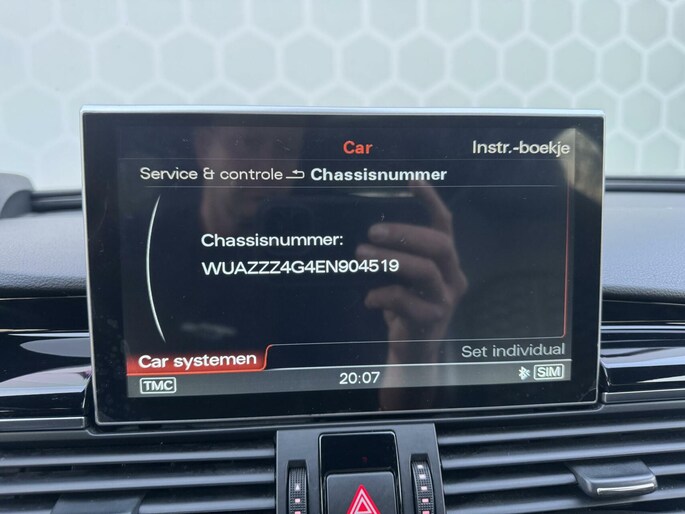 Car
Instr.-boekje
Service & controle Chassisnummer
Chassisnummer:
WUAZZZ4G4EN904519
Car systemen
Set individual
TMC
20:07
SIM